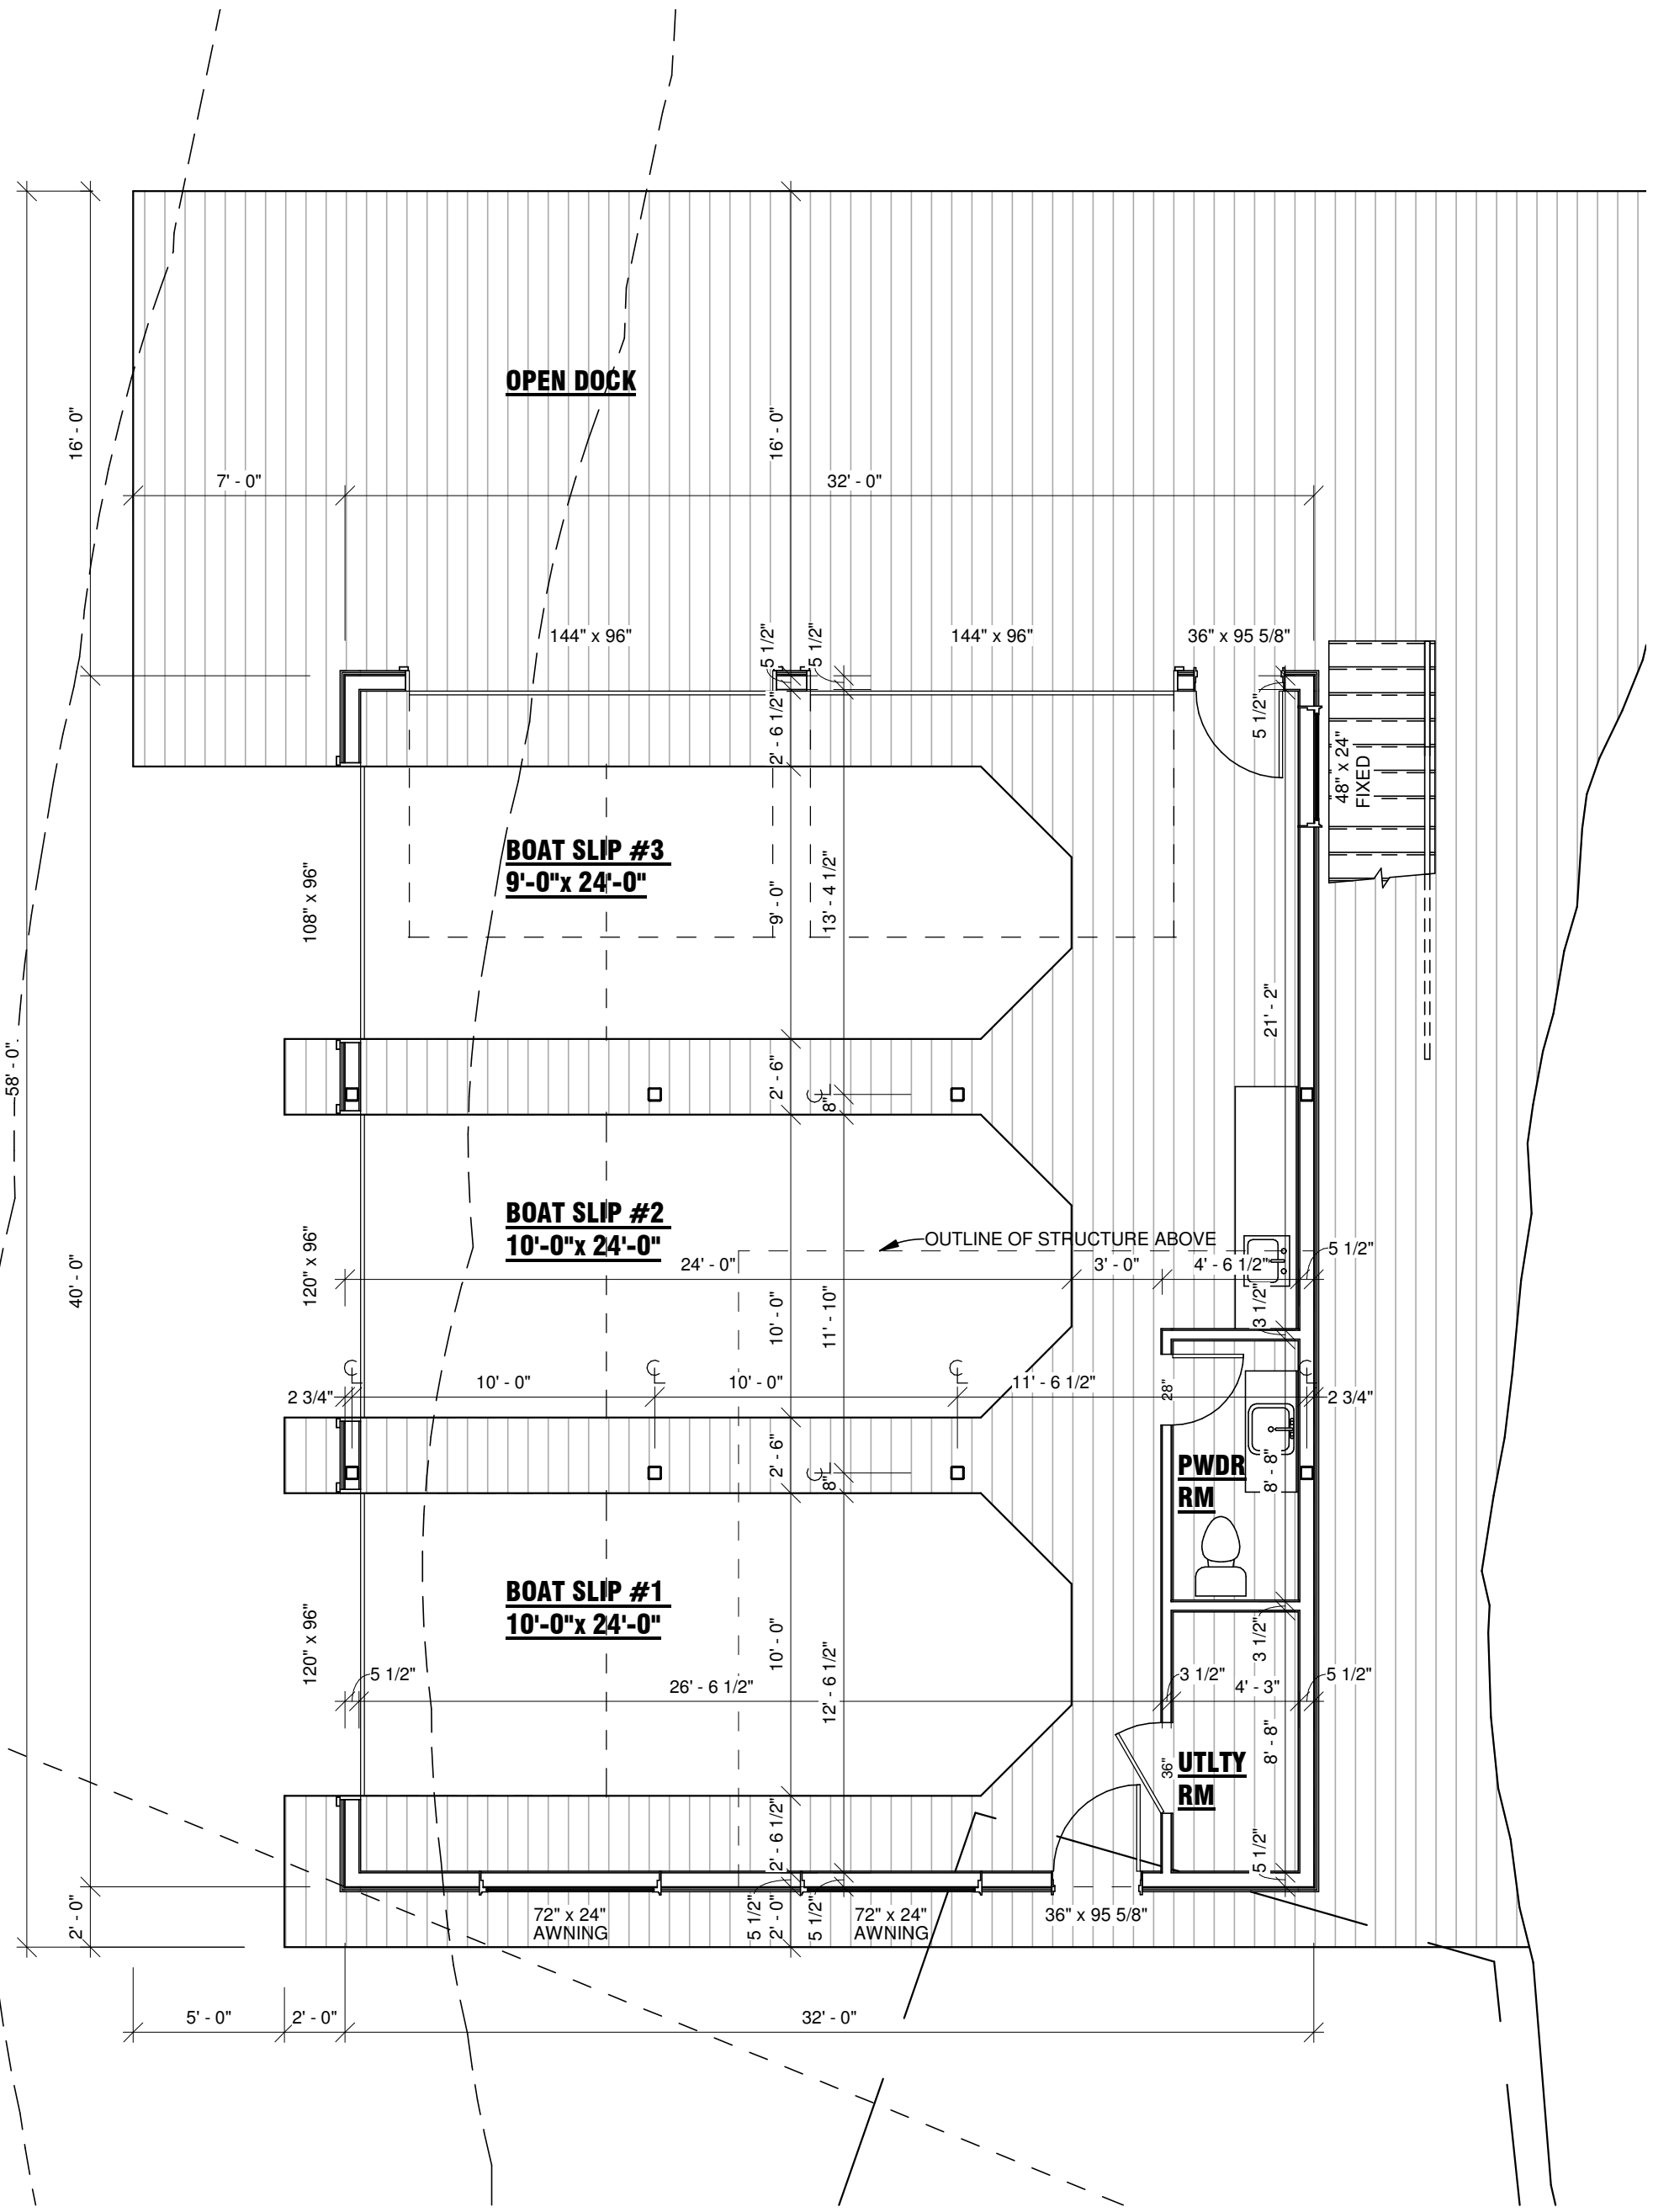 OPEN DOCK
16' - 0"
16' - 0"
7' - 0"
32' - 0"
144" x 96"
5 1/2"
5 1/2"
144" x 96"
36" x 95 5/8"
2' - 6 1/2"
5 1/2"
48" x 24"
FIXED
BOAT SLIP #3
9'-0"x 24'-0"
108" x 96"
9' - 0"
13' - 4 1/2"
21' - 2"
58' - 0"
2' - 6"
8"
BOAT SLIP #2
10'-0"x 24'-0"
OUTLINE OF STRUCTURE ABOVE
40' - 0"
120" x 96"
24' - 0"
3' - 0"
4' - 6 1/2"
5 1/2"
10' - 0"
11' - 10"
3 1/2"
2 3/4"
10' - 0"
10' - 0"
11' - 6 1/2"
28"
2 3/4"
2' - 6"
8"
PWDR
RM
8' - 8"
BOAT SLIP #1
10'-0"x 24'-0"
120" x 96"
10' - 0"
12' - 6 1/2"
3 1/2"
5 1/2"
26' - 6 1/2"
3 1/2"
4' - 3"
5 1/2"
36"
UTLTY
RM
8' - 8"
2' - 6 1/2"
5 1/2"
2' - 0"
72" x 24"
AWNING
5 1/2"
2' - 0"
5 1/2"
72" x 24"
AWNING
36" x 95 5/8"
5' - 0"
2' - 0"
32' - 0"